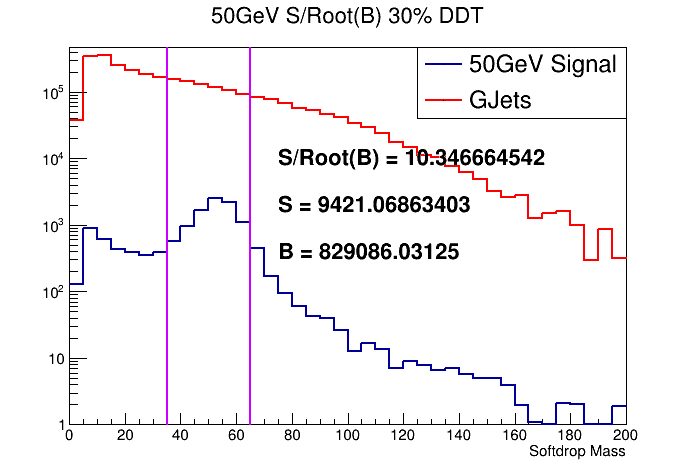 50GeV S/Root(B) 30% DDT
50GeV Signal
GJets
S/Root(B) = 10.346664542
S = 9421.06863403
B = 829086.03125
10^5
10^4
10^3
10^2
10
1
0 20 40 60 80 100 120 140 160 180 200
Softdrop Mass